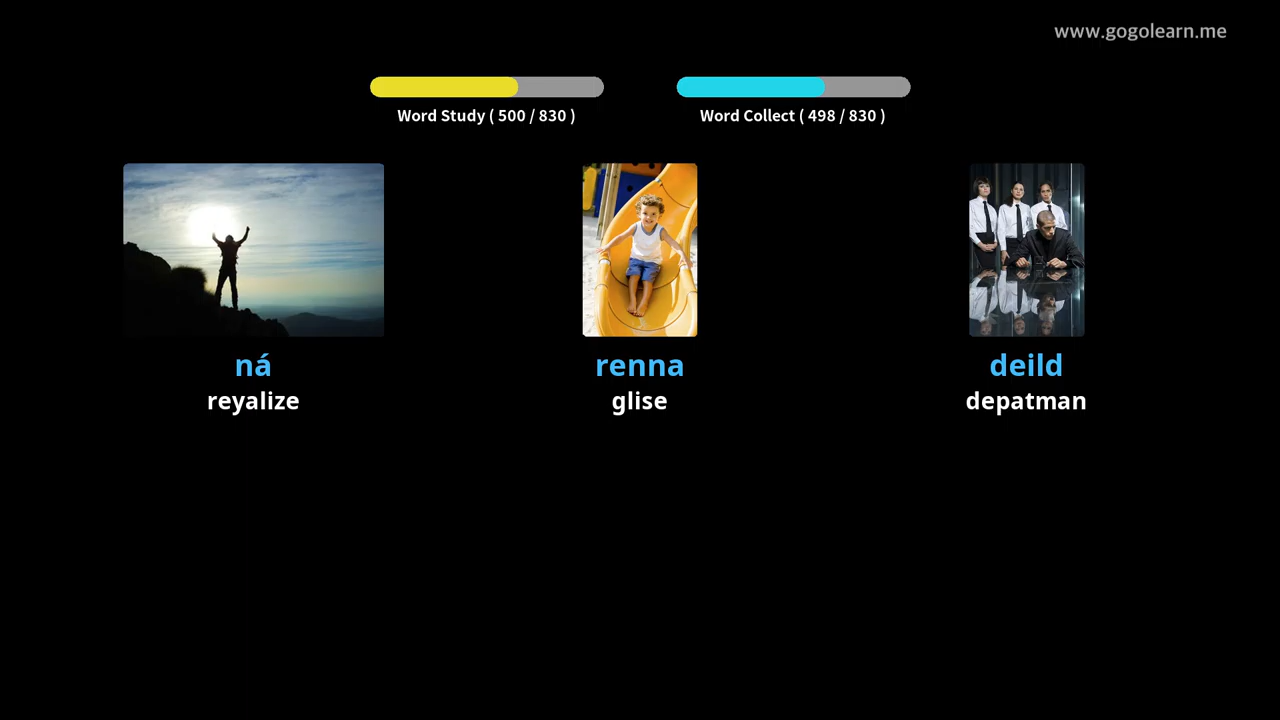 www.gogolearn.me
Word Study ( 500 / 830 )
Word Collect ( 498 / 830 )
ná
reyalize
renna
glise
deild
depatman